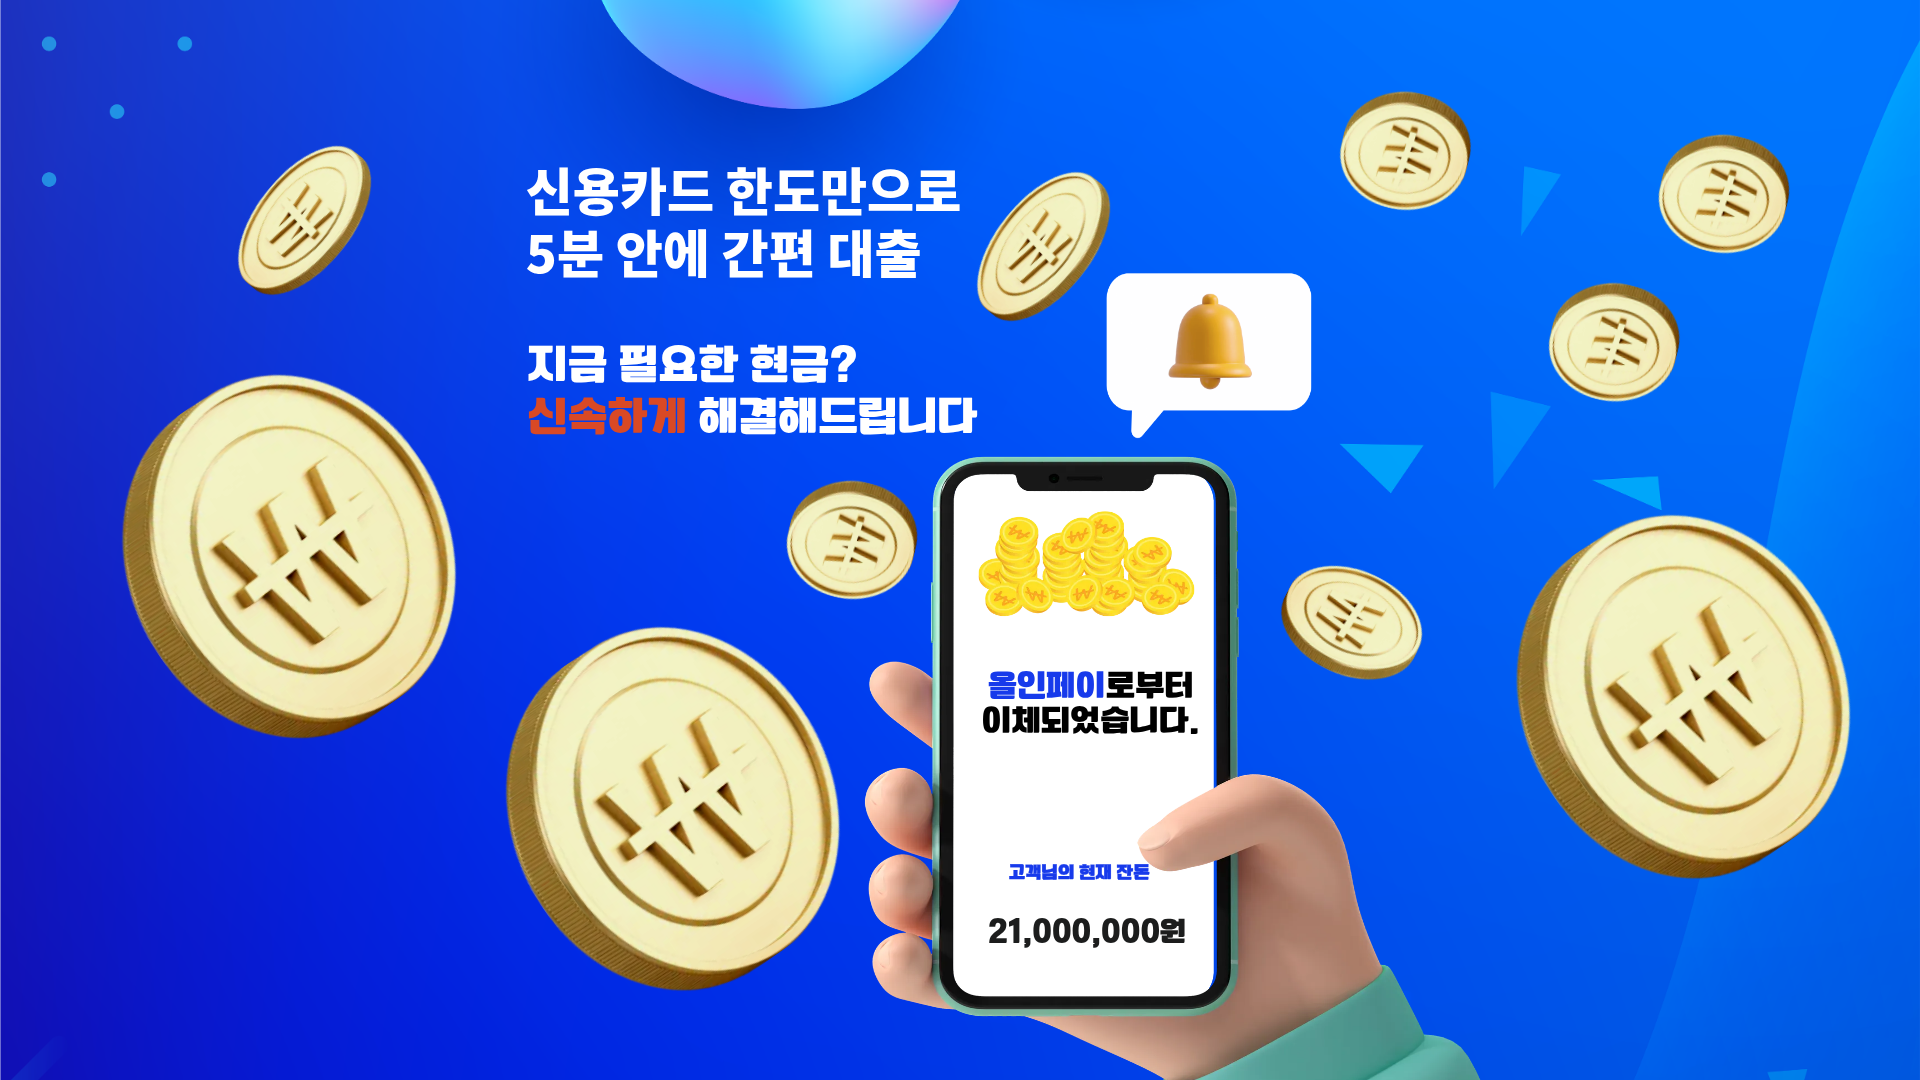 신용카드 한도만으로
5분 안에 간편 대출
지금 필요한 현금?
신속하게 해결해드립니다
올인페이로부터
이체되었습니다.
고객님의 현재 잔돈
21,000,000원